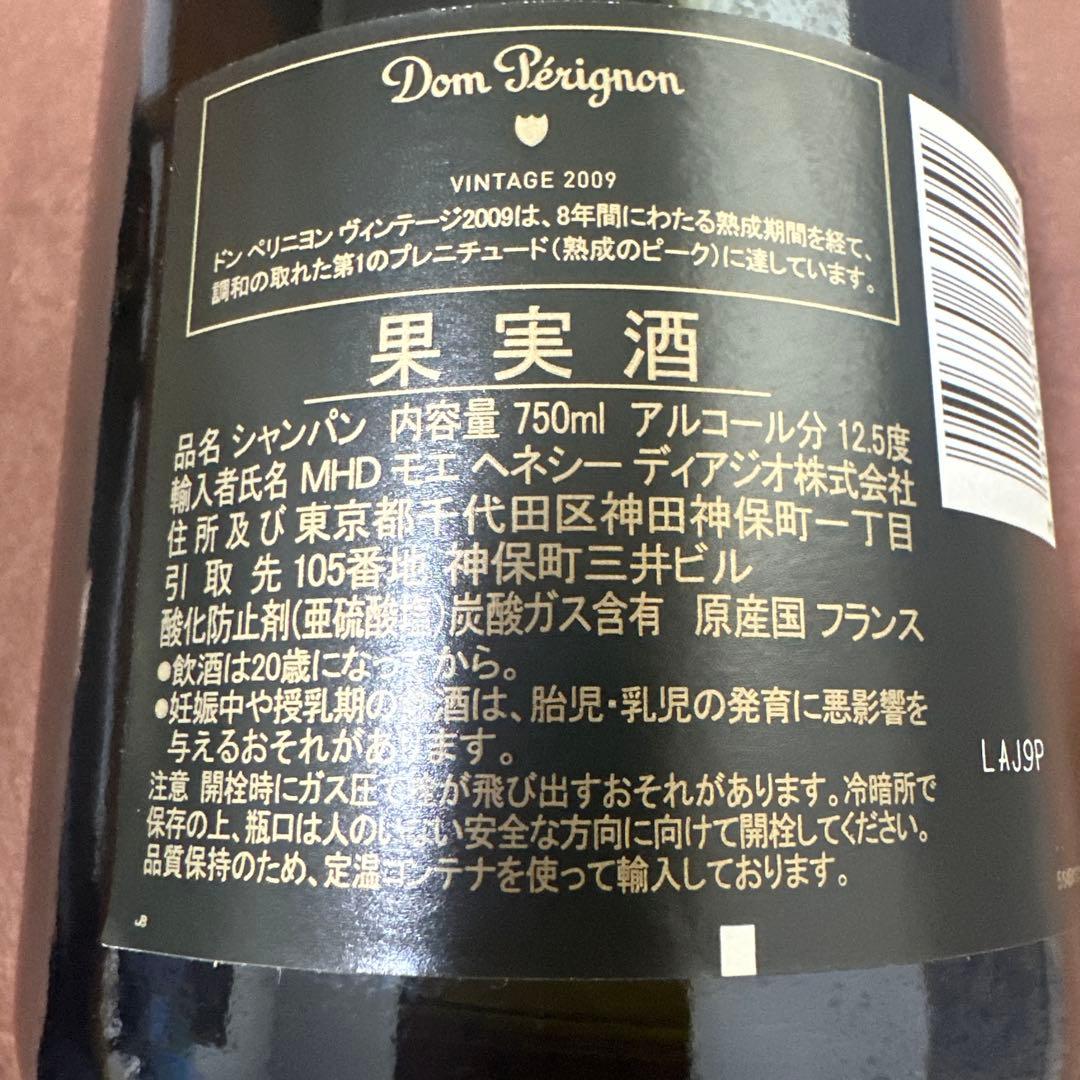 Dom Pérignon
VINTAGE 2009
ドン ペリニヨン ヴィンテージ2009は、8年間にわたる熟成期間を経て、
調和の取れた第1のプレニチュード(熟成のピーク)に達しています。
果実酒
品名 シャンパン 内容量 750ml アルコール分 12.5度
輸入者氏名 MHD モエ ヘネシー ディアジオ株式会社
住所及び 東京都千代田区神田神保町一丁目
引取先 105番地 神保町三井ビル
酸化防止剤(亜硫酸塩)炭酸ガス含有 原産国 フランス
●飲酒は20歳になってから。
●妊娠中や授乳期の飲酒は、胎児・乳児の発育に悪影響を
与えるおそれがあります。
注意 開栓時にガス圧で栓が飛び出すおそれがあります。冷暗所で
保存の上、瓶口は人のいない安全な方向に向けて開栓してください。
品質保持のため、定温コンテナを使って輸入しております。
JB
LAJ9P